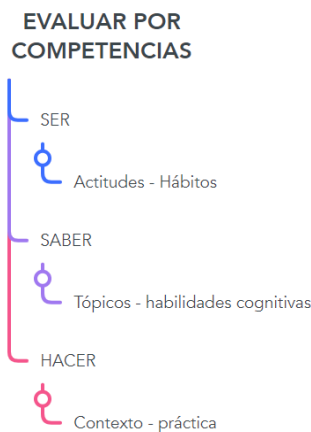 EVALUAR POR
COMPETENCIAS
SER
Actitudes - Hábitos
SABER
Tópicos - habilidades cognitivas
HACER
Contexto - práctica